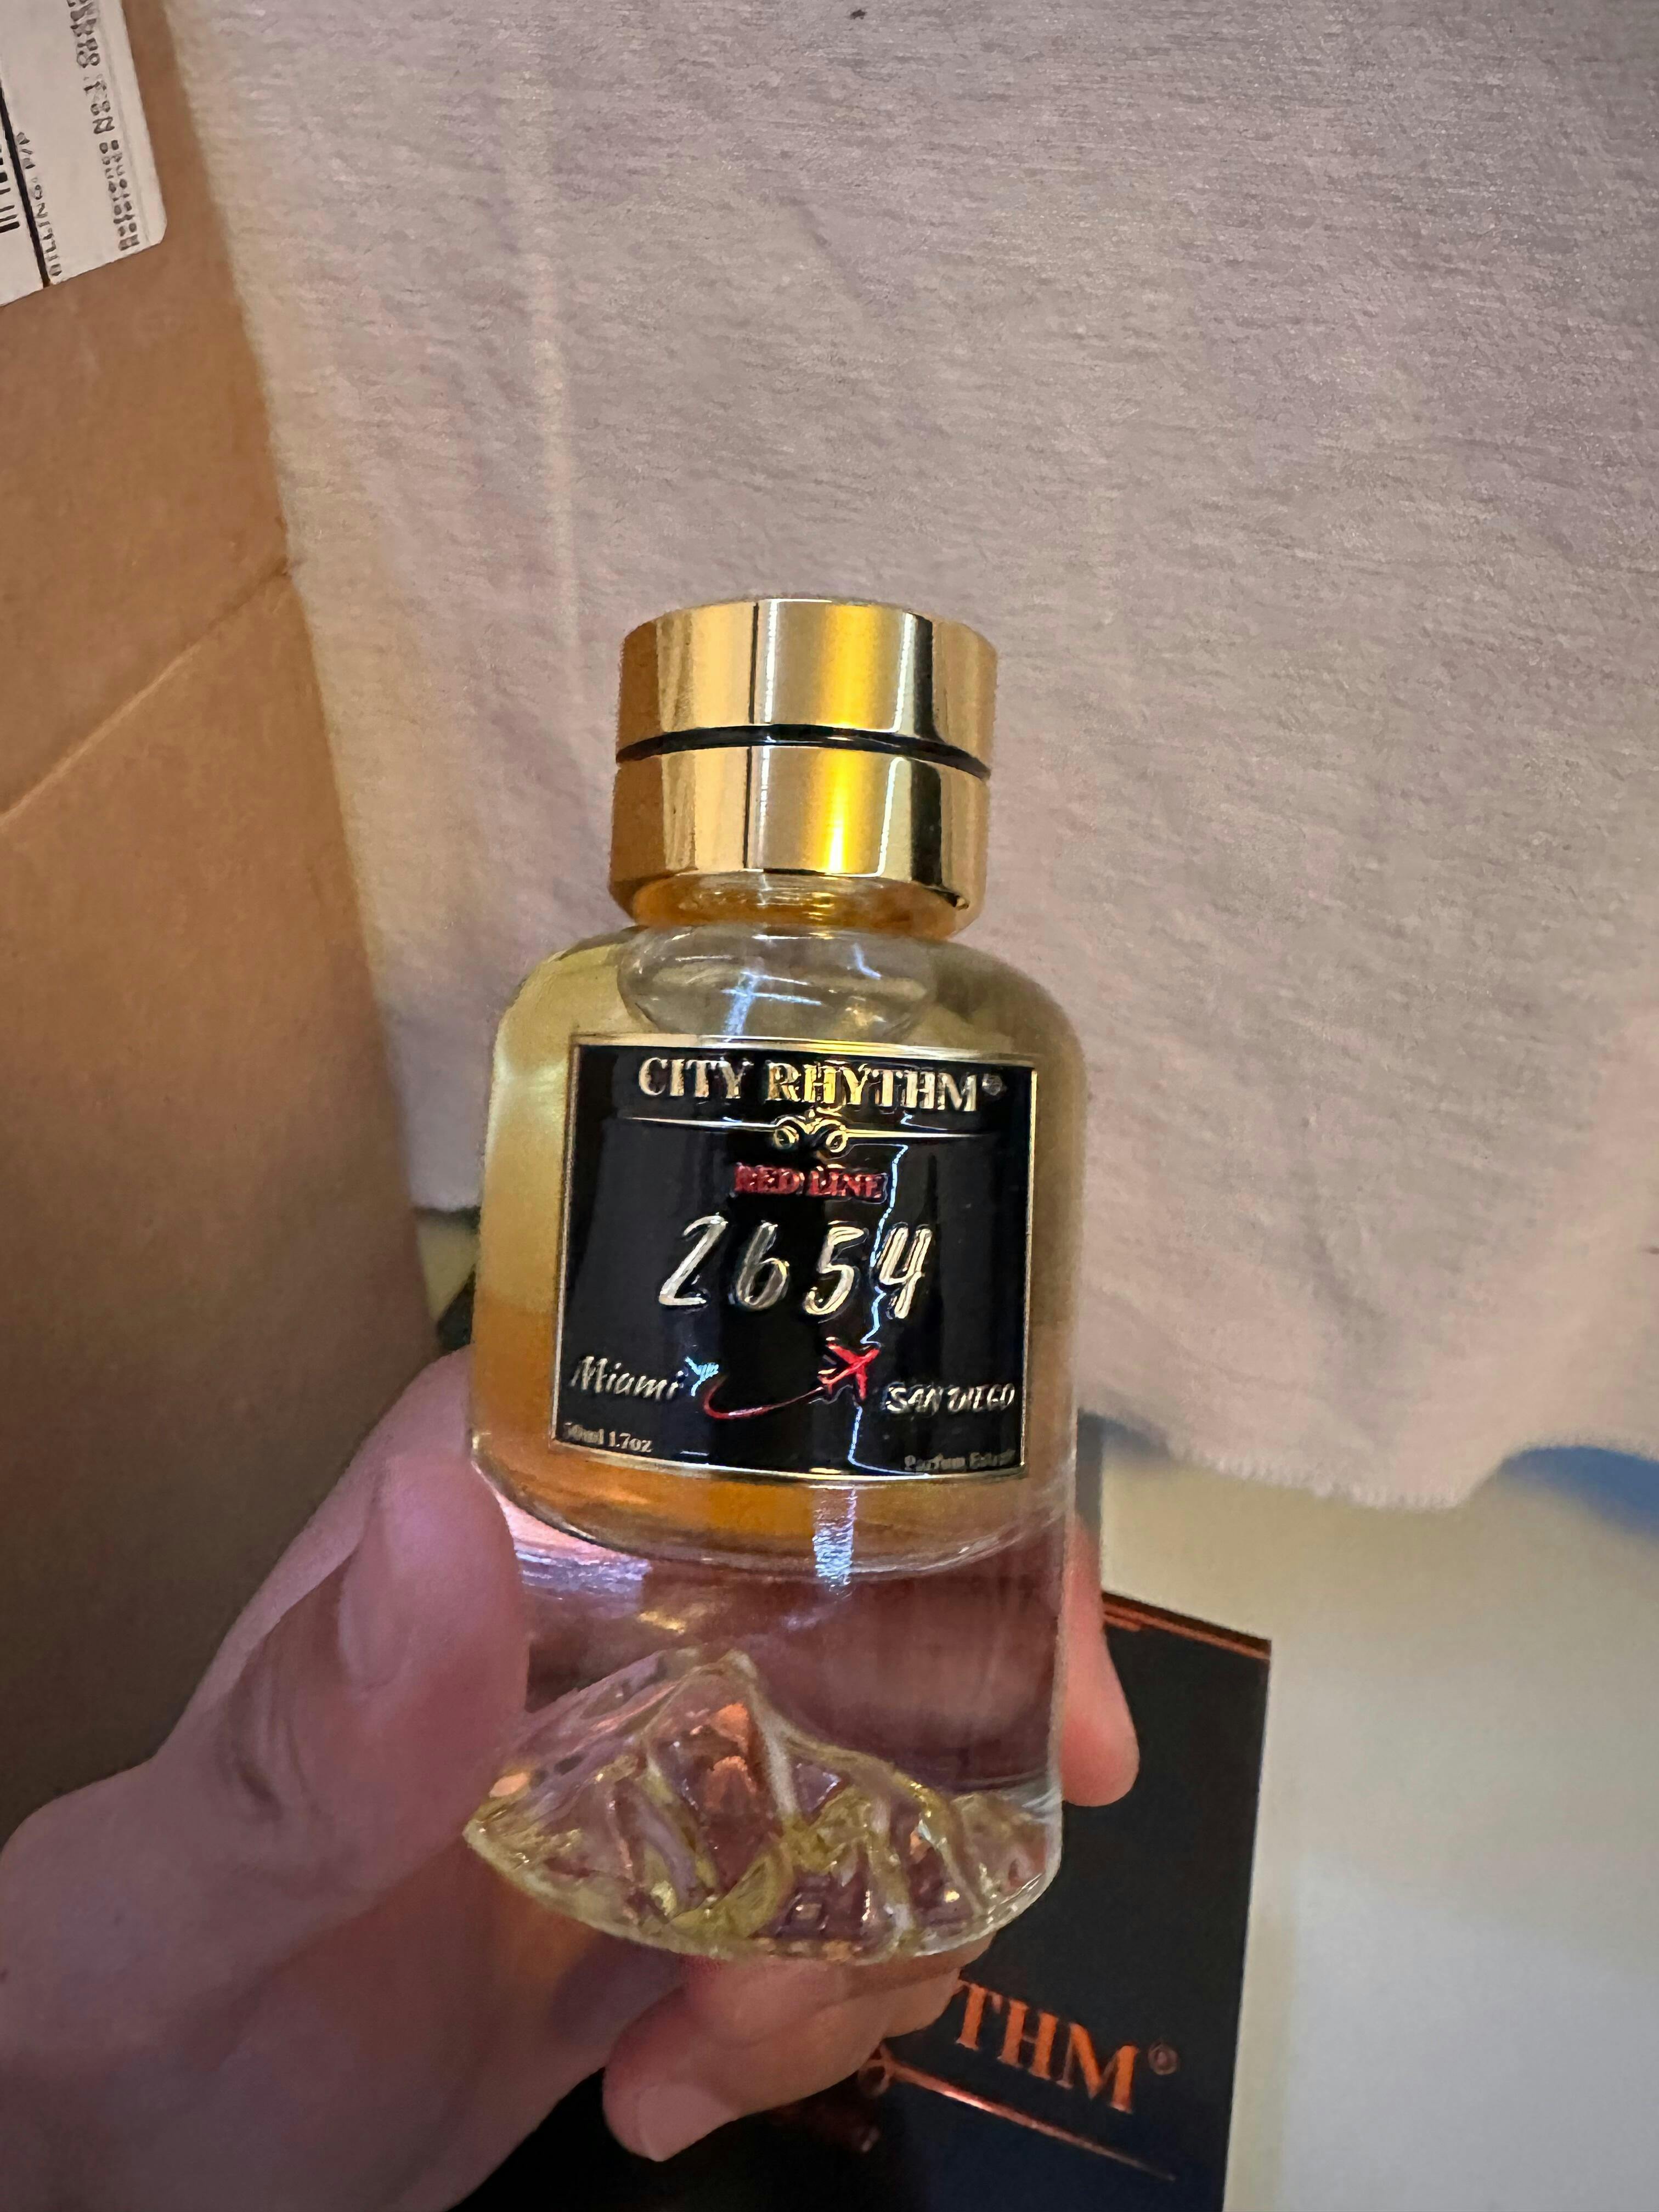 CITY RHYTHM®
RED LINE
2654
Miami
SAN DIEGO
50ml 1.7oz
Parfum Extrait
THM®